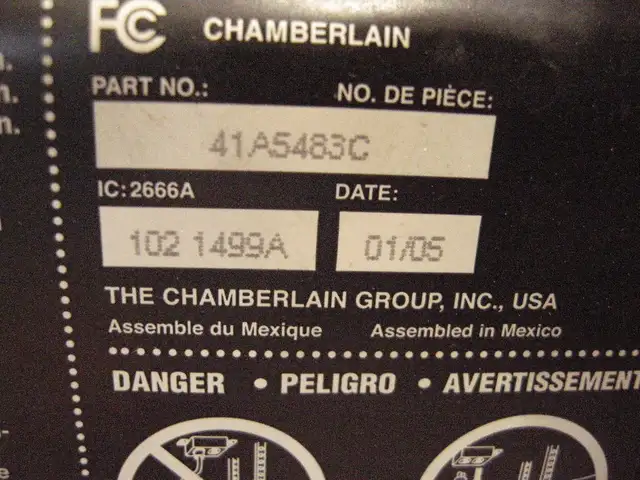 FC CHAMBERLAIN
PART NO.: NO. DE PIÈCE:
41A5483C
IC: 2666A DATE:
102 1499A 01/05
THE CHAMBERLAIN GROUP, INC., USA
Assemble du Mexique Assembled in Mexico
DANGER • PELIGRO • AVERTISSEMENT